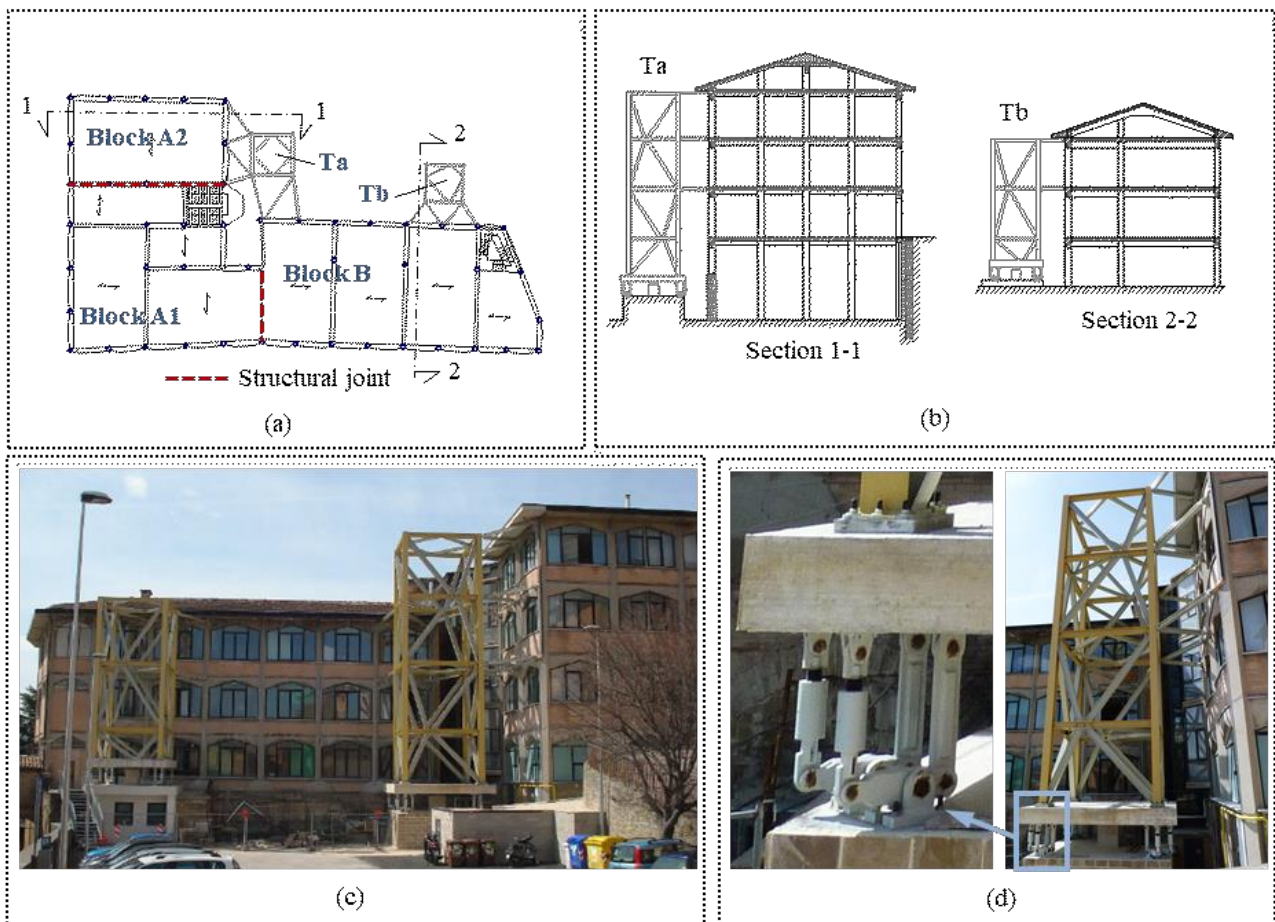 1
1
2
Block A2
Ta
Tb
Block B
Block A1
2
Structural joint
(a)
Ta
Tb
Section 1-1
Section 2-2
(b)
(c)
(d)